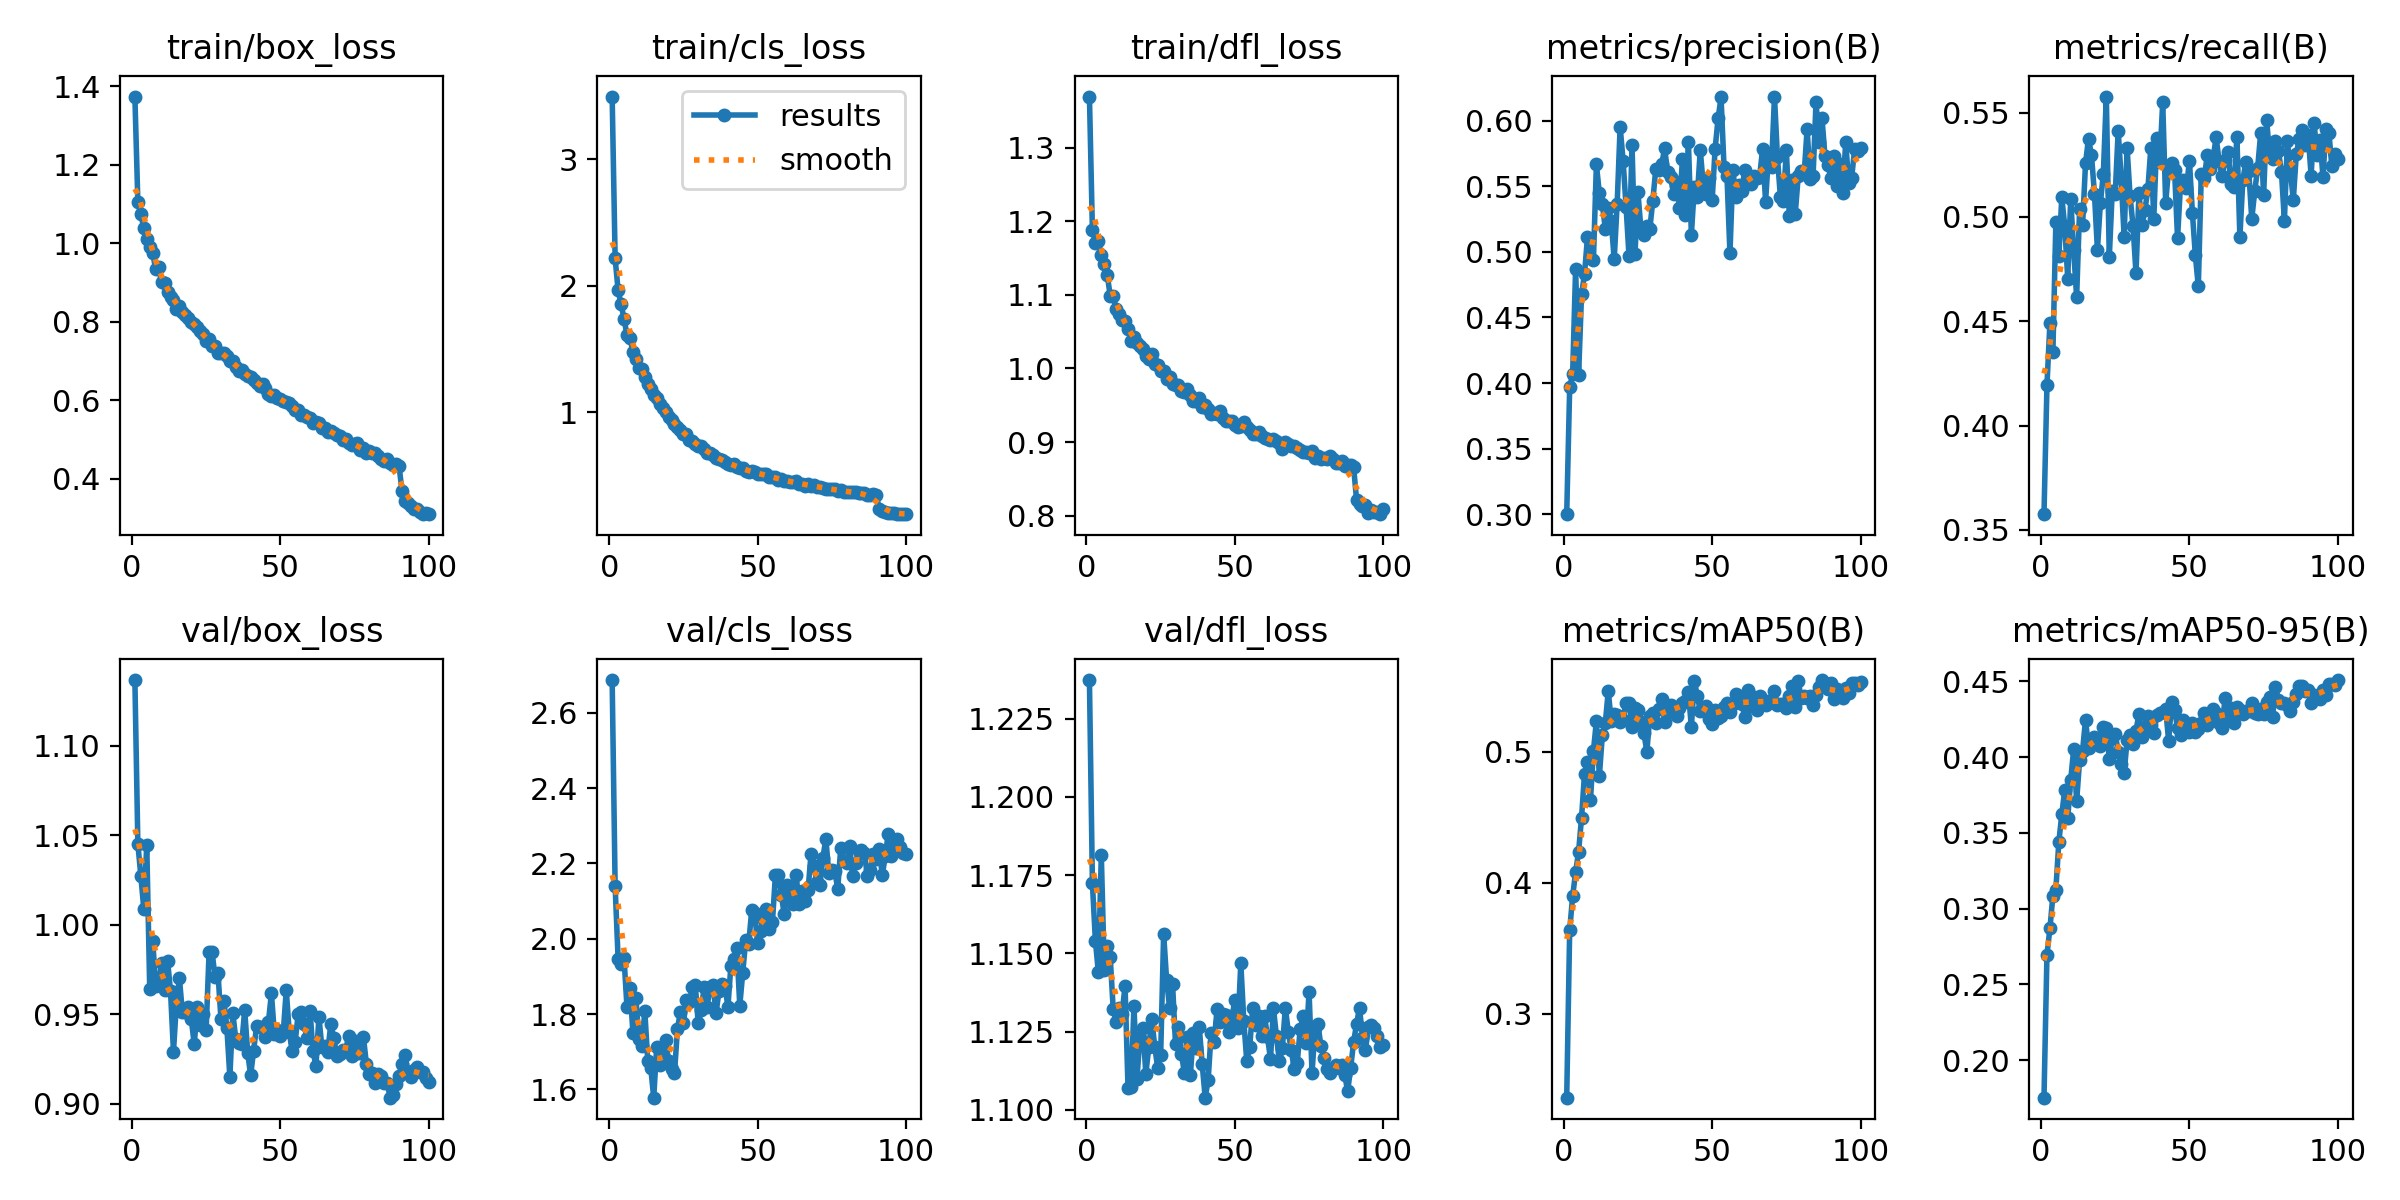 train/box_loss
1.4
1.2
1.0
0.8
0.6
0.4
0 50 100
train/cls_loss
results
smooth
3
2
1
0 50 100
train/dfl_loss
1.3
1.2
1.1
1.0
0.9
0.8
0 50 100
metrics/precision(B)
0.60
0.55
0.50
0.45
0.40
0.35
0.30
0 50 100
metrics/recall(B)
0.55
0.50
0.45
0.40
0.35
0 50 100
val/box_loss
1.10
1.05
1.00
0.95
0.90
0 50 100
val/cls_loss
2.6
2.4
2.2
2.0
1.8
1.6
0 50 100
val/dfl_loss
1.225
1.200
1.175
1.150
1.125
1.100
0 50 100
metrics/mAP50(B)
0.5
0.4
0.3
0 50 100
metrics/mAP50-95(B)
0.45
0.40
0.35
0.30
0.25
0.20
0 50 100